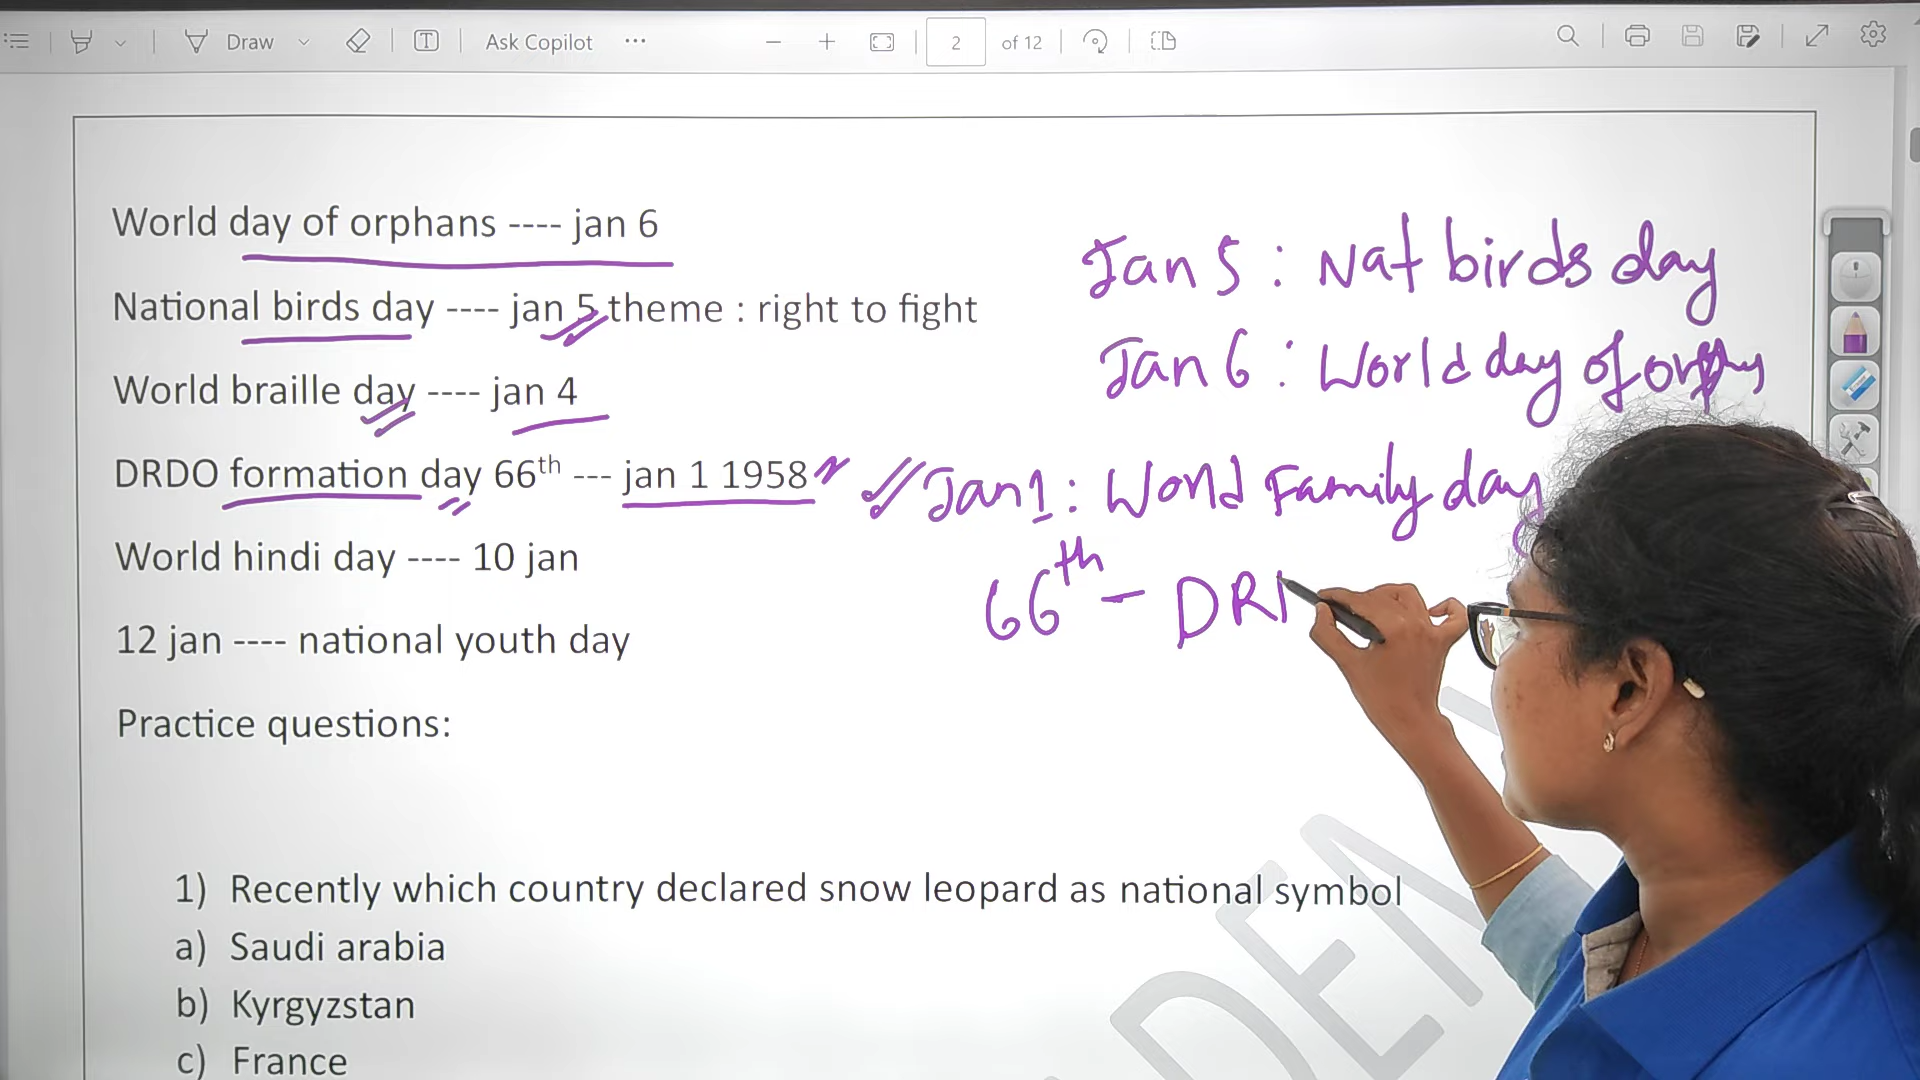 Draw Ask Copilot ... 2 of 12
World day of orphans ---- jan 6
Jan 5 : Nat birds day
National birds day ---- jan 5 theme : right to fight
Jan 6 : World day of
World braille day ---- jan 4
DRDO formation day 66th --- jan 1 1958
Jan 1 : World Family day
World hindi day ---- 10 jan
66th - DR
12 jan ---- national youth day
Practice questions:
1) Recently which country declared snow leopard as national symbol
a) Saudi arabia
b) Kyrgyzstan
c) France